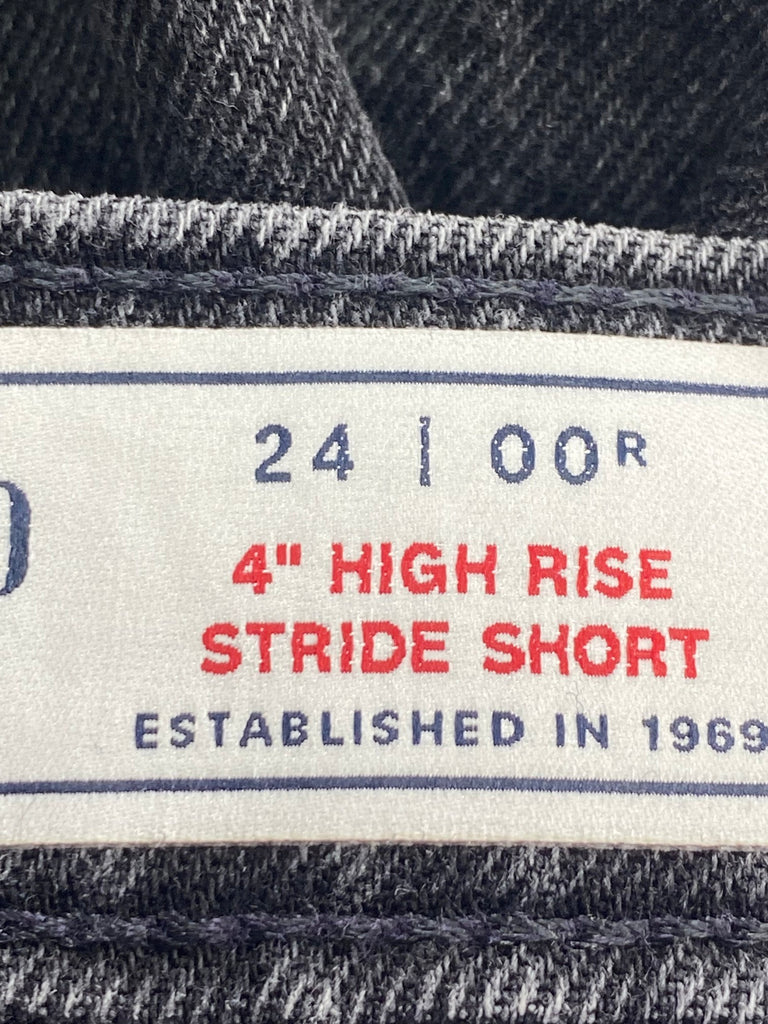 24 | 00R
4" HIGH RISE
STRIDE SHORT
ESTABLISHED IN 1969